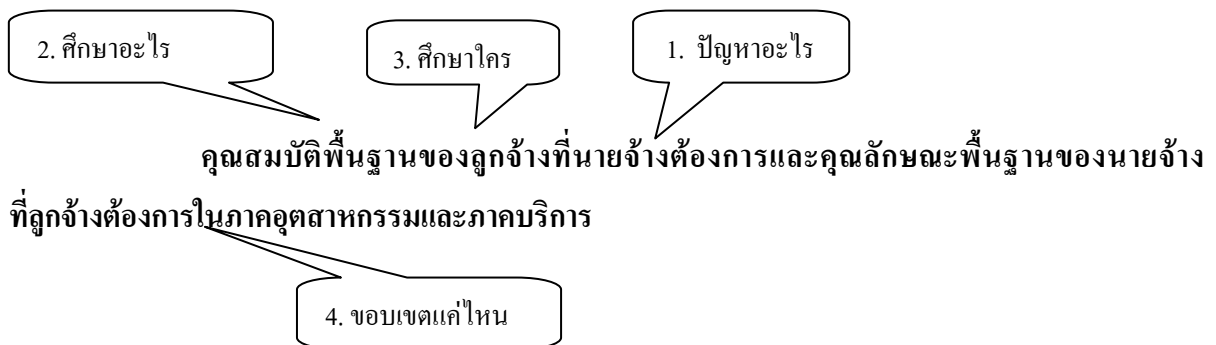 2. ศึกษาอะไร
3. ศึกษาใคร
1. ปัญหาอะไร
คุณสมบัติพื้นฐานของลูกจ้างที่นายจ้างต้องการและคุณลักษณะพื้นฐานของนายจ้าง
ที่ลูกจ้างต้องการในภาคอุตสาหกรรมและภาคบริการ
4. ขอบเขตแค่ไหน